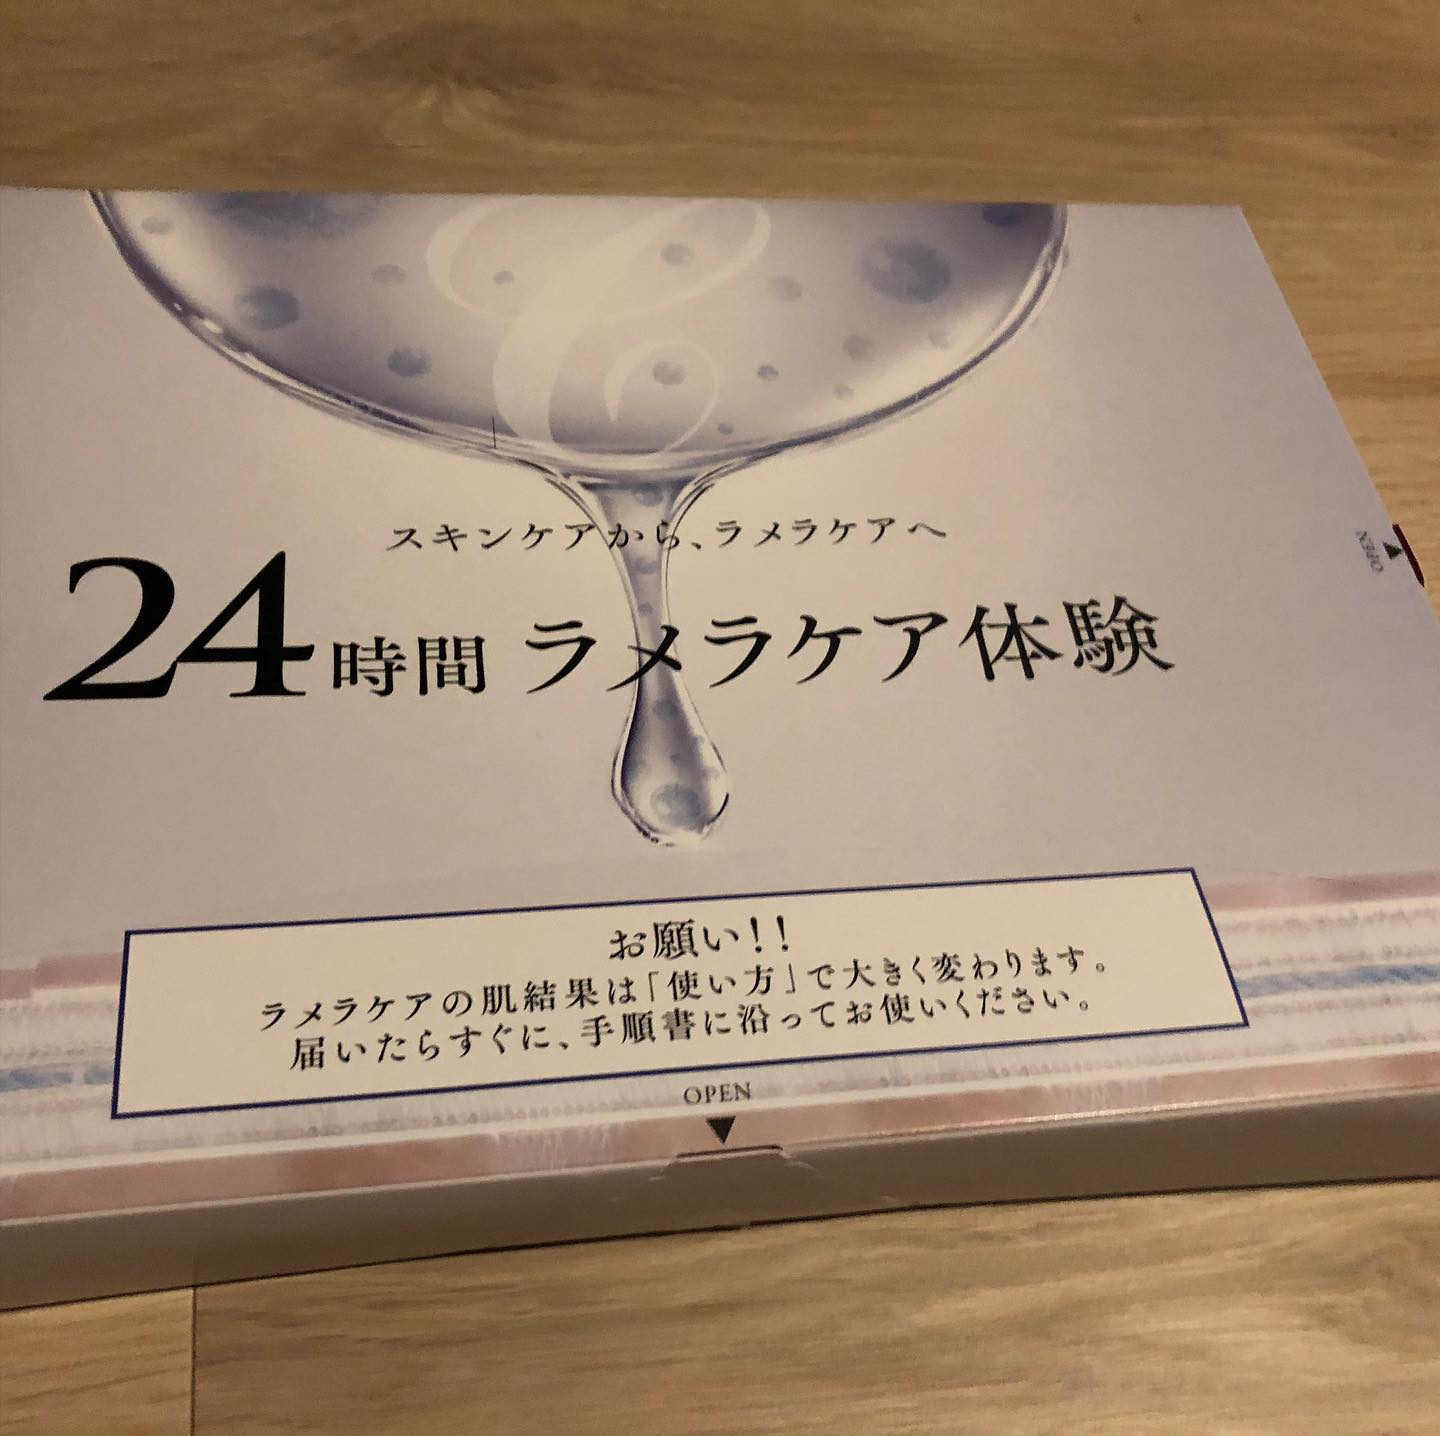 スキンケアから、ラメラケアへ
24時間 ラメラケア体験
お願い!!
ラメラケアの肌結果は「使い方」で大きく変わります。
届いたらすぐに、手順書に沿ってお使いください。
OPEN
OPEN